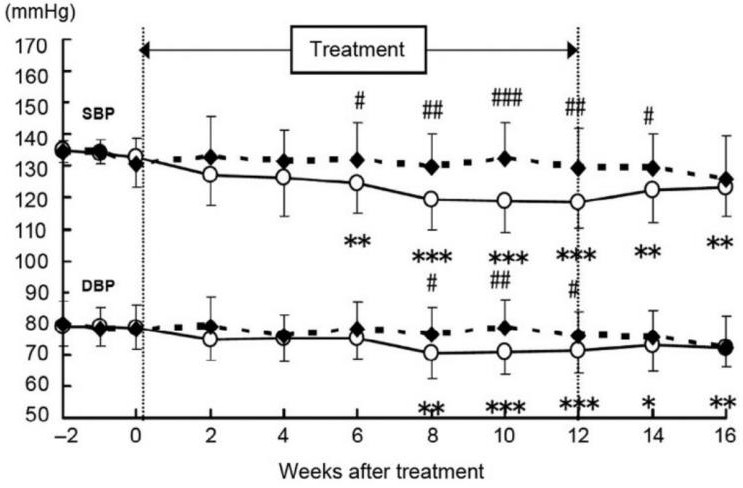 (mmHg)
170
160
150
140
130
120
110
100
90
80
70
60
50
Treatment
SBP
# ## ### ## #
** *** *** *** ** **
DBP
# ## #
** *** *** * **
−2 0 2 4 6 8 10 12 14 16
Weeks after treatment